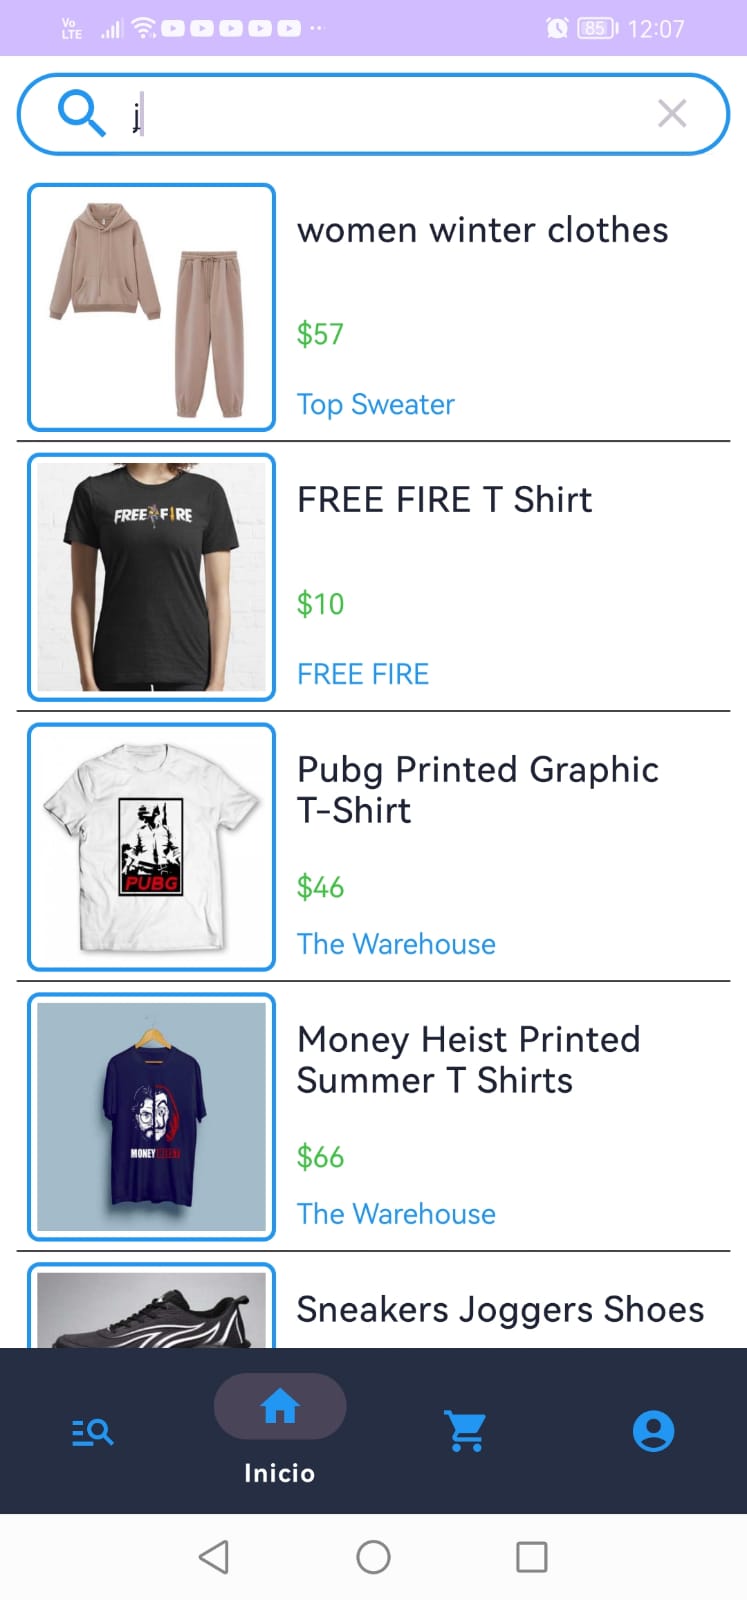 Vo
LTE
85
12:07
j
women winter clothes
$57
Top Sweater
FREE FIRE
FREE FIRE T Shirt
$10
FREE FIRE
PUBG
Pubg Printed Graphic
T-Shirt
$46
The Warehouse
MONEY HEIST
Money Heist Printed
Summer T Shirts
$66
The Warehouse
Sneakers Joggers Shoes
Inicio